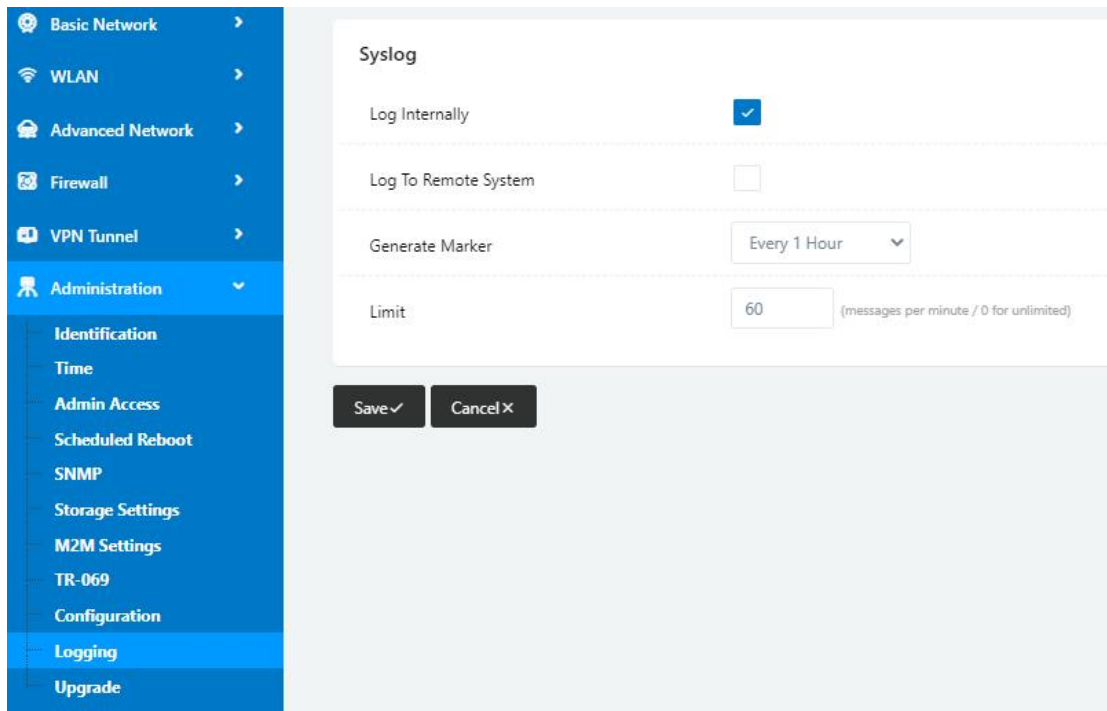 Basic Network
WLAN
Advanced Network
Firewall
VPN Tunnel
Administration
Identification
Time
Admin Access
Scheduled Reboot
SNMP
Storage Settings
M2M Settings
TR-069
Configuration
Logging
Upgrade
Syslog
Log Internally
Log To Remote System
Generate Marker Every 1 Hour
Limit 60 (messages per minute / 0 for unlimited)
Save Cancel